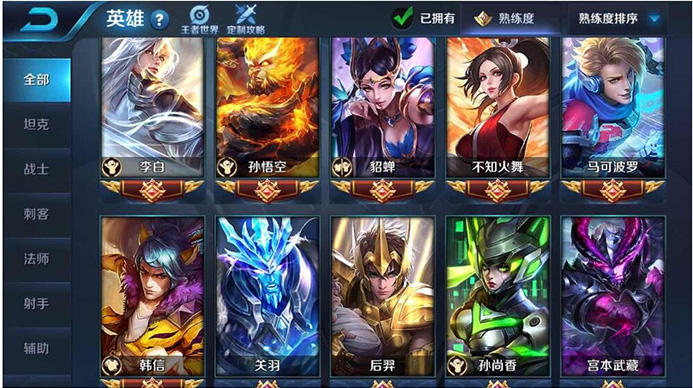 英雄 ? 王者世界 定制攻略 已拥有 熟练度 熟练度排序
全部
坦克
战士
刺客
法师
射手
辅助
李白 孙悟空 貂蝉 不知火舞 马可波罗
韩信 关羽 后羿 孙尚香 宫本武藏